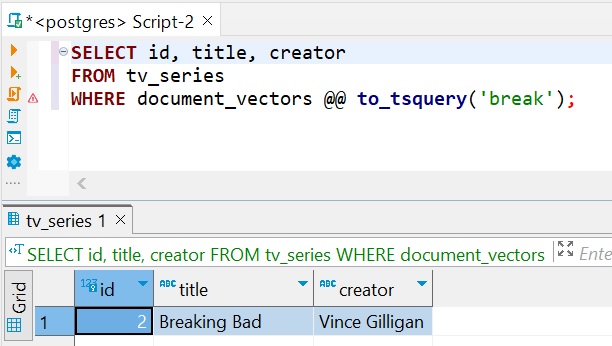 *<postgres> Script-2
SELECT id, title, creator
FROM tv_series
WHERE document_vectors @@ to_tsquery('break');
tv_series 1
SELECT id, title, creator FROM tv_series WHERE document_vectors
Ente
Grid
123 id
ABC title
ABC creator
1
2
Breaking Bad
Vince Gilligan